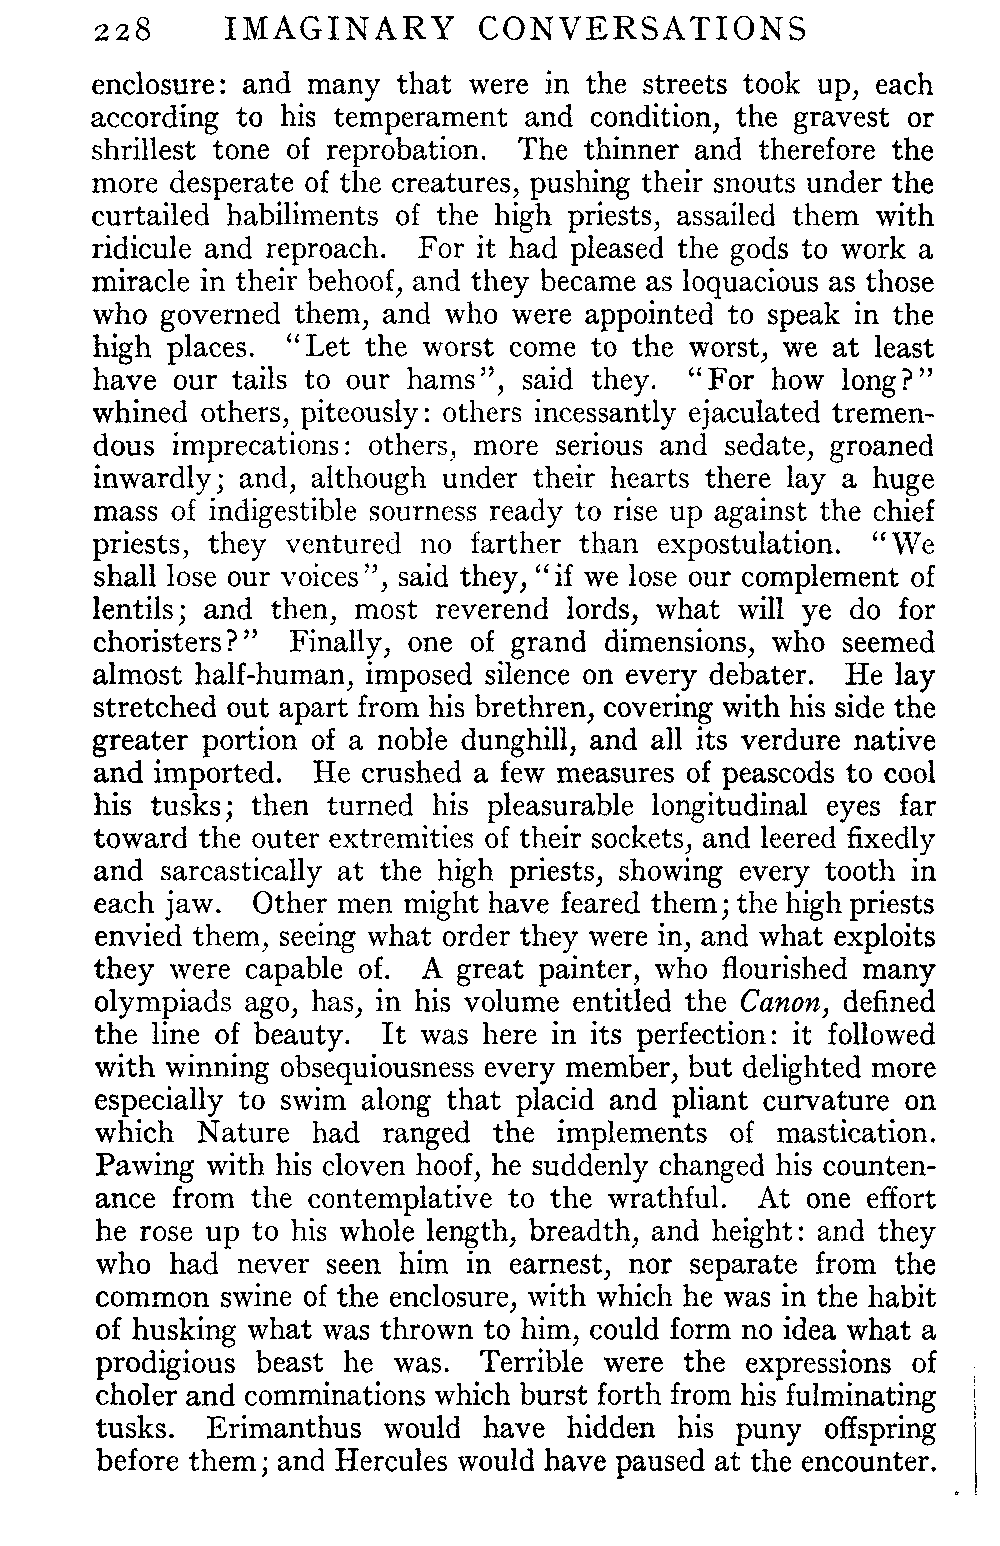 228 IMAGINARY CONVERSATIONS
enclosure: and many that were in the streets took up, each
according to his temperament and condition, the gravest or
shrillest tone of reprobation. The thinner and therefore the
more desperate of the creatures, pushing their snouts under the
curtailed habiliments of the high priests, assailed them with
ridicule and reproach. For it had pleased the gods to work a
miracle in their behoof, and they became as loquacious as those
who governed them, and who were appointed to speak in the
high places. "Let the worst come to the worst, we at least
have our tails to our hams", said they. "For how long?"
whined others, piteously: others incessantly ejaculated tremen-
dous imprecations: others, more serious and sedate, groaned
inwardly; and, although under their hearts there lay a huge
mass of indigestible sourness ready to rise up against the chief
priests, they ventured no farther than expostulation. "We
shall lose our voices", said they, "if we lose our complement of
lentils; and then, most reverend lords, what will ye do for
choristers?" Finally, one of grand dimensions, who seemed
almost half-human, imposed silence on every debater. He lay
stretched out apart from his brethren, covering with his side the
greater portion of a noble dunghill, and all its verdure native
and imported. He crushed a few measures of peascods to cool
his tusks; then turned his pleasurable longitudinal eyes far
toward the outer extremities of their sockets, and leered fixedly
and sarcastically at the high priests, showing every tooth in
each jaw. Other men might have feared them; the high priests
envied them, seeing what order they were in, and what exploits
they were capable of. A great painter, who flourished many
olympiads ago, has, in his volume entitled the Canon, defined
the line of beauty. It was here in its perfection: it followed
with winning obsequiousness every member, but delighted more
especially to swim along that placid and pliant curvature on
which Nature had ranged the implements of mastication.
Pawing with his cloven hoof, he suddenly changed his counten-
ance from the contemplative to the wrathful. At one effort
he rose up to his whole length, breadth, and height: and they
who had never seen him in earnest, nor separate from the
common swine of the enclosure, with which he was in the habit
of husking what was thrown to him, could form no idea what a
prodigious beast he was. Terrible were the expressions of
choler and comminations which burst forth from his fulminating
tusks. Erimanthus would have hidden his puny offspring
before them; and Hercules would have paused at the encounter.